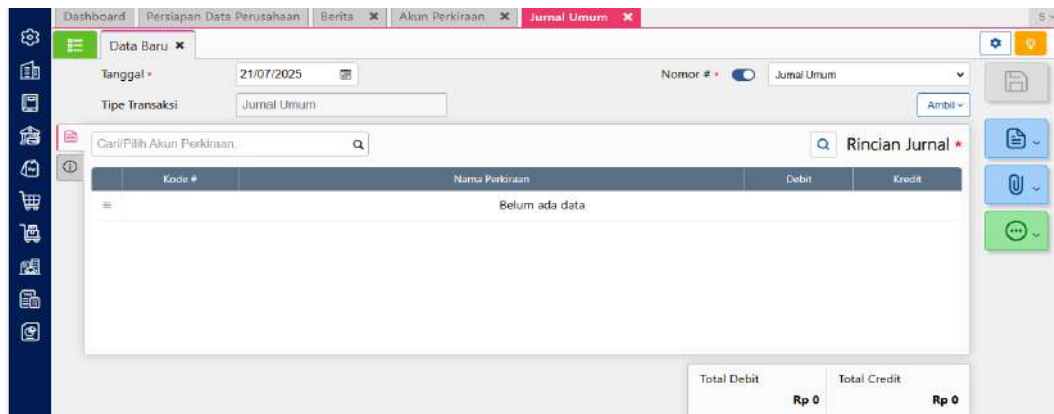 Dashboard Persiapan Data Perusahaan Berita ✖ Akun Perkiraan ✖ Jurnal Umum ✖ S
Data Baru ✖
Tanggal * 21/07/2025 Nomor # * Jurnal Umum
Tipe Transaksi Jurnal Umum Ambil
Cari/Pilih Akun Perkiraan... Rincian Jurnal *
Kode # Nama Perkiraan Debit Kredit
Belum ada data
Total Debit Total Credit
Rp 0 Rp 0